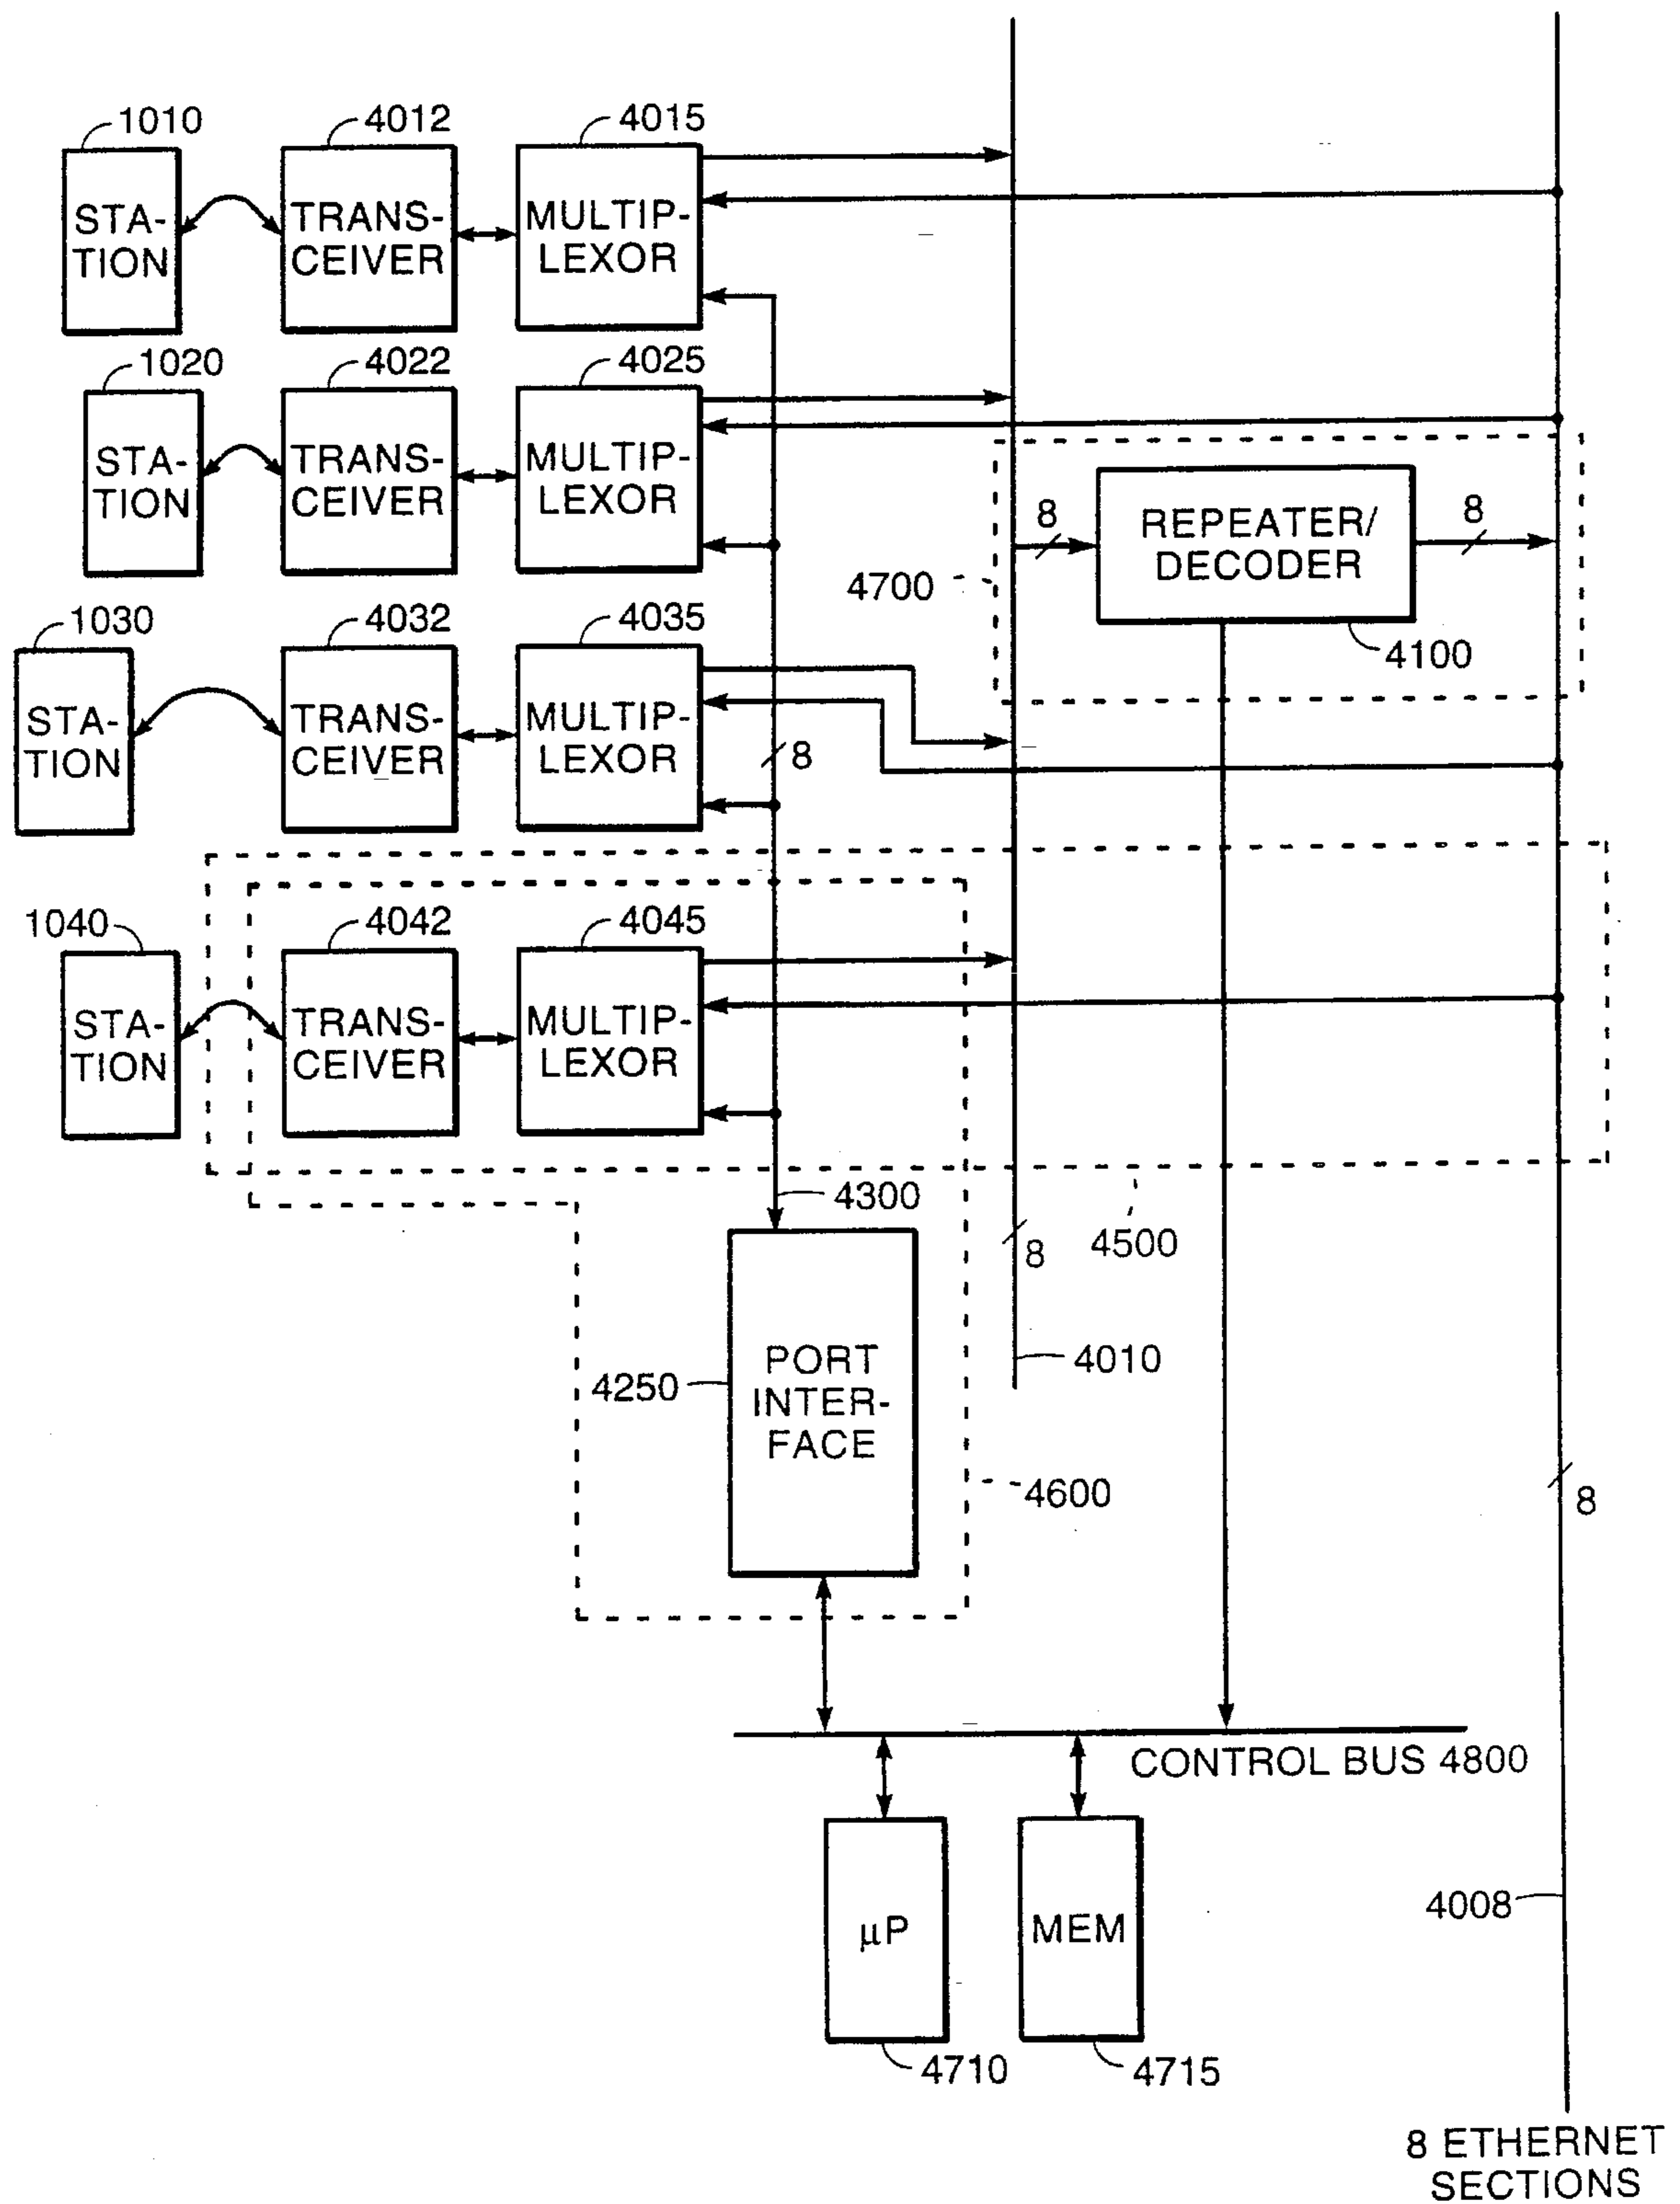 1010
4012
4015
STA-
TION
TRANS-
CEIVER
MULTIP-
LEXOR
1020
4022
4025
STA-
TION
TRANS-
CEIVER
MULTIP-
LEXOR
8
REPEATER/
DECODER
8
4700
4100
1030
4032
4035
STA-
TION
TRANS-
CEIVER
MULTIP-
LEXOR
8
1040
4042
4045
STA-
TION
TRANS-
CEIVER
MULTIP-
LEXOR
4300
8
4500
4010
4250
PORT
INTER-
FACE
4600
8
CONTROL BUS 4800
μP
MEM
4008
4710
4715
8 ETHERNET
SECTIONS